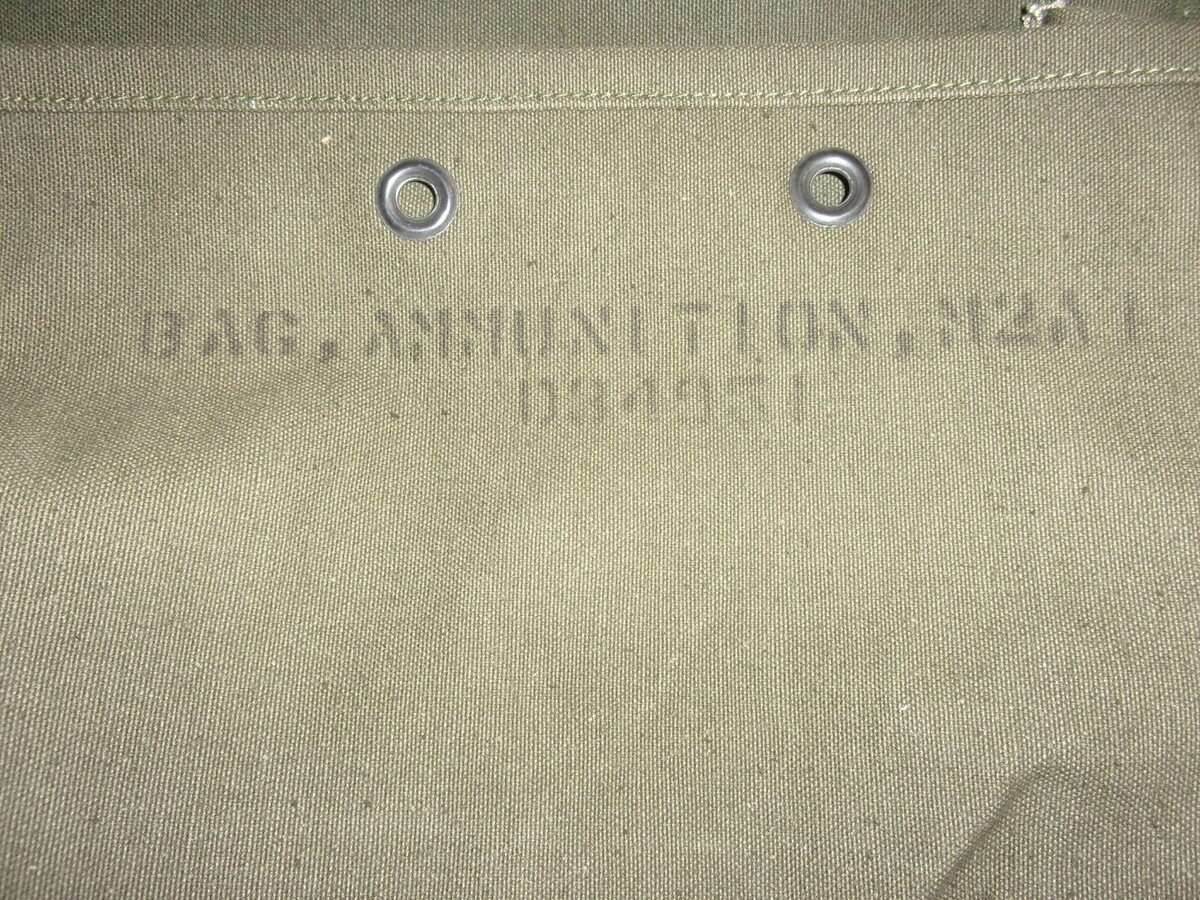 BAG, AMMUNITION, M2A1
D34951